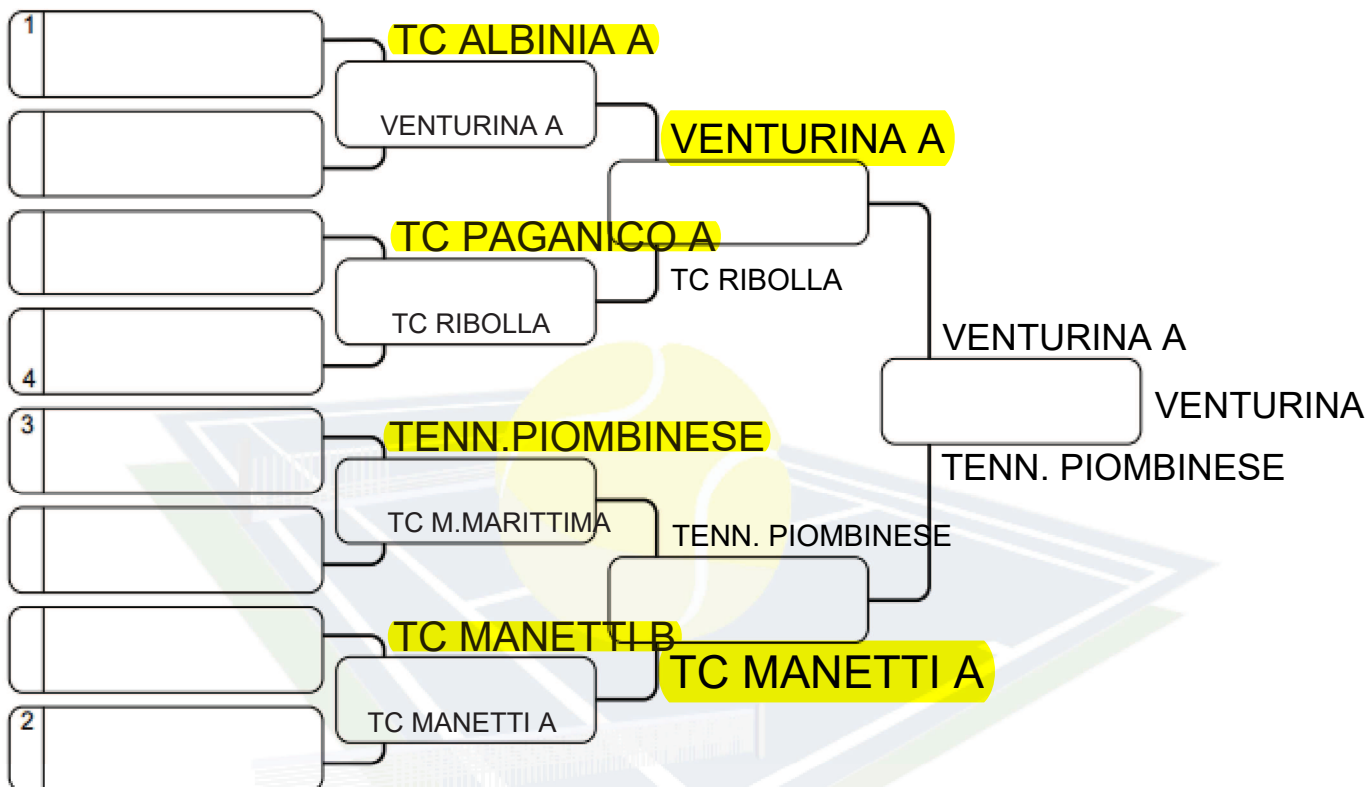 1
TC ALBINIA A
VENTURINA A
VENTURINA A
TC PAGANICO A
TC RIBOLLA
TC RIBOLLA
VENTURINA A
4
VENTURINA
3
TENN.PIOMBINESE
TENN. PIOMBINESE
TC M.MARITTIMA
TENN. PIOMBINESE
TC MANETTI B
TC MANETTI A
2
TC MANETTI A